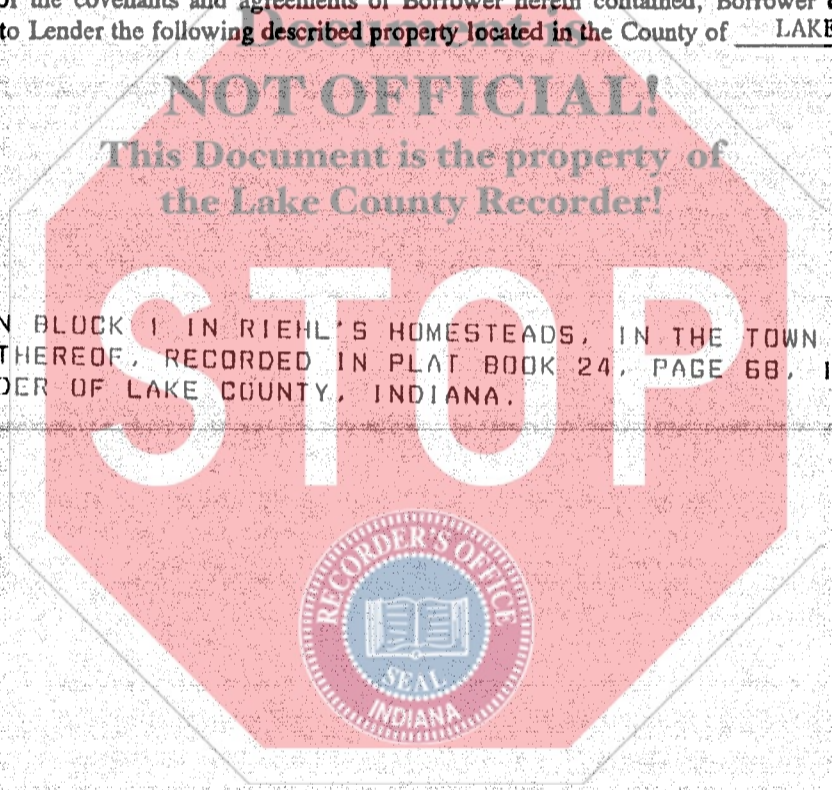 of the covenants and agreements of Borrower herein contained, Borrower
to Lender the following described property located in the County of LAKE
Document is
NOT OFFICIAL!
This Document is the property of
the Lake County Recorder!
STOP
N BLOCK 1 IN RIEHL'S HOMESTEADS, IN THE TOWN
THEREOF, RECORDED IN PLAT BOOK 24, PAGE 68, I
DER OF LAKE COUNTY, INDIANA.
RECORDER'S OFFICE
SEAL
INDIANA